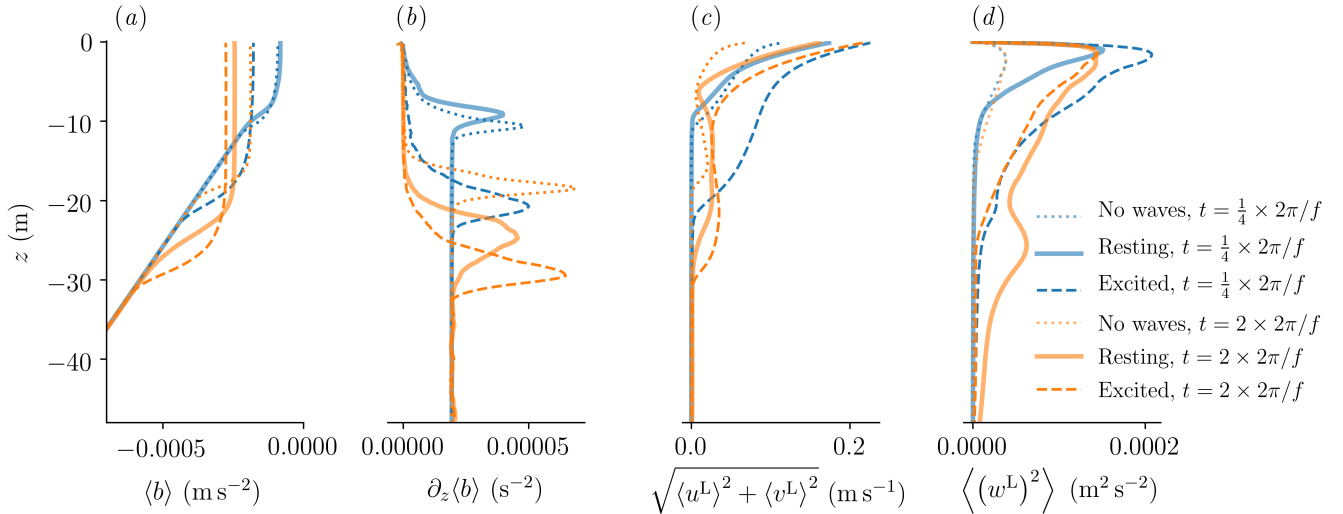 (a) (b) (c) (d)
0
−10
−20
−30
−40
z (m)
−0.0005 0.0000
0.00000 0.00005
0.0 0.2
0.0000 0.0002
⟨b⟩ (m s⁻²)
∂z⟨b⟩ (s⁻²)
√⟨uᴸ⟩² + ⟨vᴸ⟩² (m s⁻¹)
⟨(wᴸ)²⟩ (m² s⁻²)
No waves, t = 1/4 × 2π/f
Resting, t = 1/4 × 2π/f
Excited, t = 1/4 × 2π/f
No waves, t = 2 × 2π/f
Resting, t = 2 × 2π/f
Excited, t = 2 × 2π/f